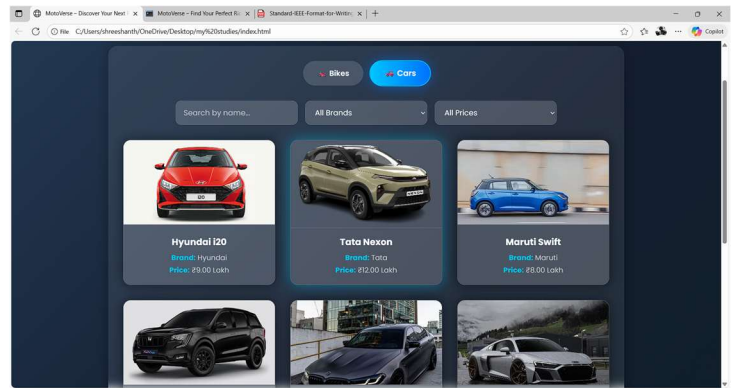 MotoVerse – Discover Your Next
MotoVerse – Find Your Perfect Ri
Standard-IEEE-Format-for-Writing
File C:/Users/shreeshanth/OneDrive/Desktop/my%20studies/index.html
Copilot
Bikes
Cars
Search by name...
All Brands
All Prices
Hyundai i20
Brand: Hyundai
Price: ₹9.00 Lakh
Tata Nexon
Brand: Tata
Price: ₹12.00 Lakh
Maruti Swift
Brand: Maruti
Price: ₹8.00 Lakh
i20